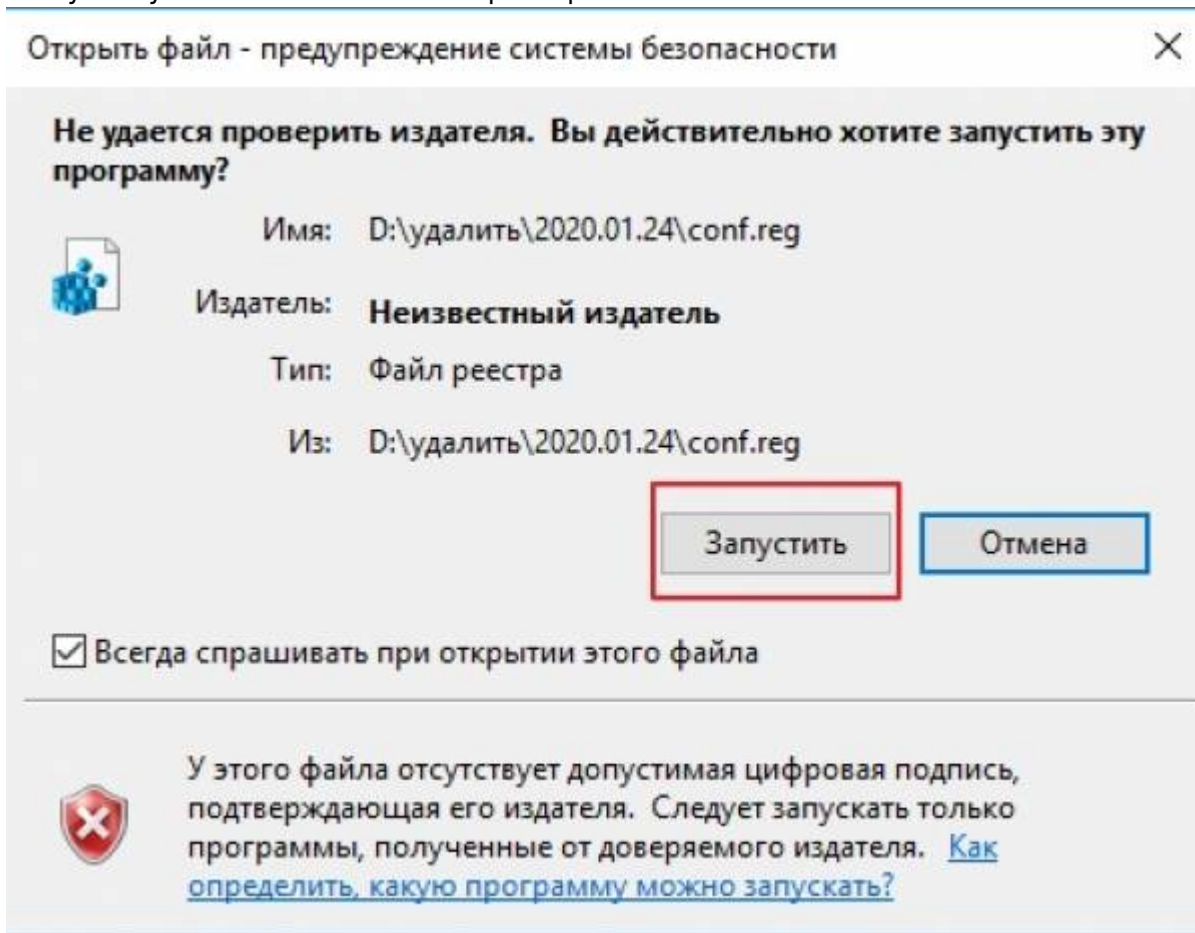 Открыть файл - предупреждение системы безопасности
Не удается проверить издателя. Вы действительно хотите запустить эту
программу?
Имя: D:\удалить\2020.01.24\conf.reg
Издатель: Неизвестный издатель
Тип: Файл реестра
Из: D:\удалить\2020.01.24\conf.reg
Запустить Отмена
Всегда спрашивать при открытии этого файла
У этого файла отсутствует допустимая цифровая подпись,
подтверждающая его издателя. Следует запускать только
программы, полученные от доверяемого издателя. Как
определить, какую программу можно запускать?